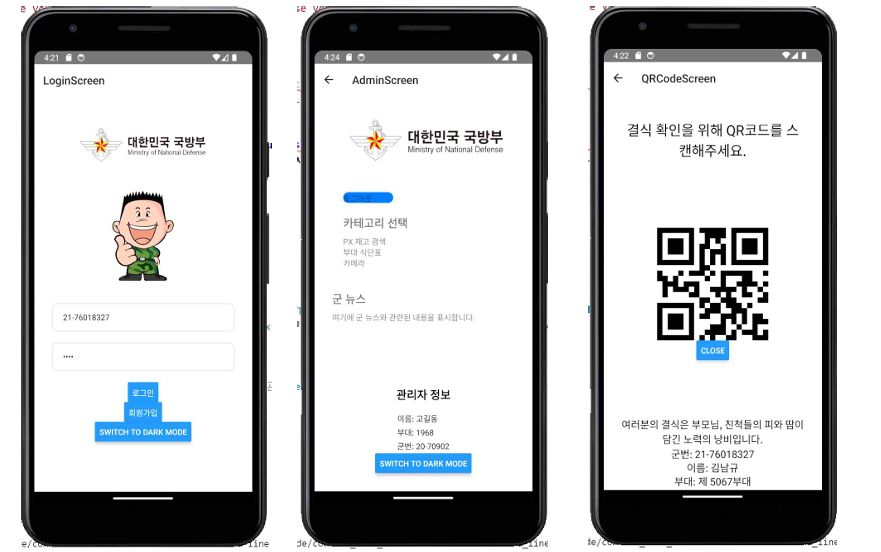 4:21
LoginScreen
대한민국 국방부
Ministry of National Defense
21-76018327
••••
로그인
회원가입
SWITCH TO DARK MODE
4:24
AdminScreen
대한민국 국방부
Ministry of National Defense
로그아웃
카테고리 선택
PX 재고 검색
부대 식단표
카메라
군 뉴스
여기에 군 뉴스와 관련된 내용을 표시합니다.
관리자 정보
이름: 고길동
부대: 1968
군번: 20-70902
SWITCH TO DARK MODE
4:22
QRCodeScreen
결식 확인을 위해 QR코드를 스
캔해주세요.
CLOSE
여러분의 결식은 부모님, 친척들의 피와 땀이
담긴 노력의 낭비입니다.
군번: 21-76018327
이름: 김남규
부대: 제 5067부대